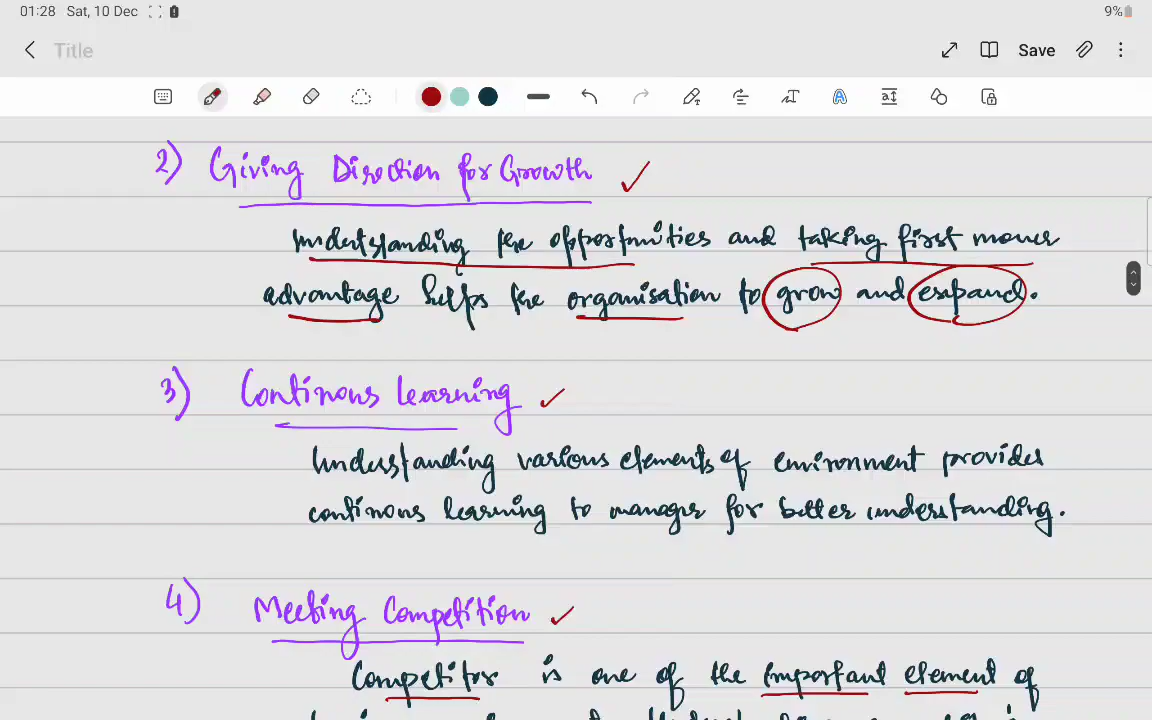 01:28 Sat, 10 Dec 9%
Title Save
2) Giving Direction for Growth
Understanding the opportunities and taking first mover
advantage helps the organisation to grow and expand.
3) Continous Learning
Understanding various elements of environment provides
continous learning to manager for better understanding.
4) Meeting Competition
Competitor is one of the important element of